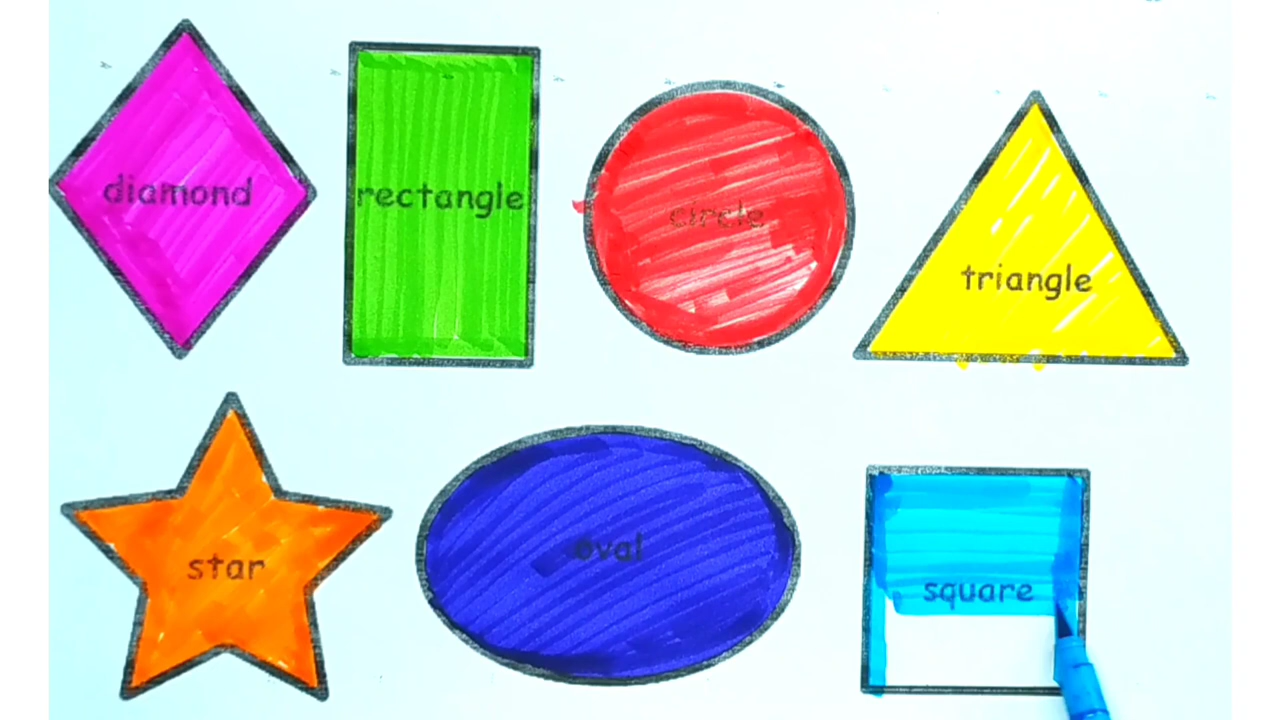 diamond
rectangle
circle
triangle
star
oval
square